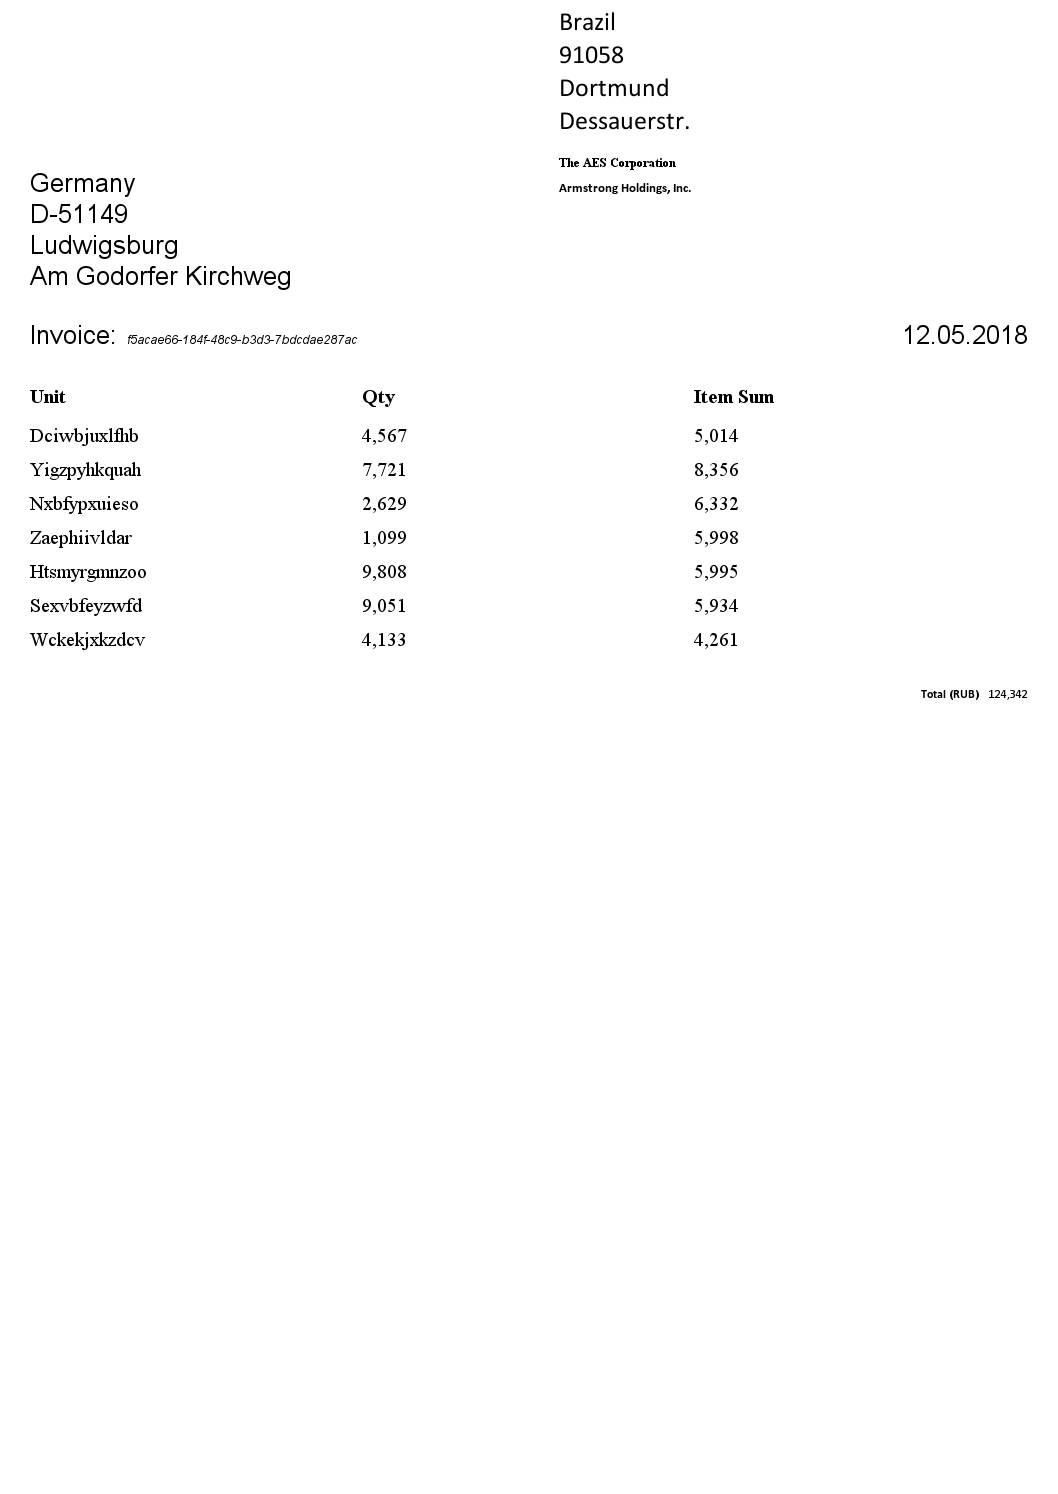 Brazil
91058
Dortmund
Dessauerstr.
The AES Corporation
Armstrong Holdings, Inc.
Germany
D-51149
Ludwigsburg
Am Godorfer Kirchweg
Invoice: f5acae66-184f-48c9-b3d3-7bdcdae287ac 12.05.2018
Unit Qty Item Sum
Dciwbjuxlfhb 4,567 5,014
Yigzpyhkquah 7,721 8,356
Nxbfypxuieso 2,629 6,332
Zaephiivldar 1,099 5,998
Htsmyrgmnzoo 9,808 5,995
Sexvbfeyzwfd 9,051 5,934
Wckekjxkzdcv 4,133 4,261
Total (RUB) 124,342